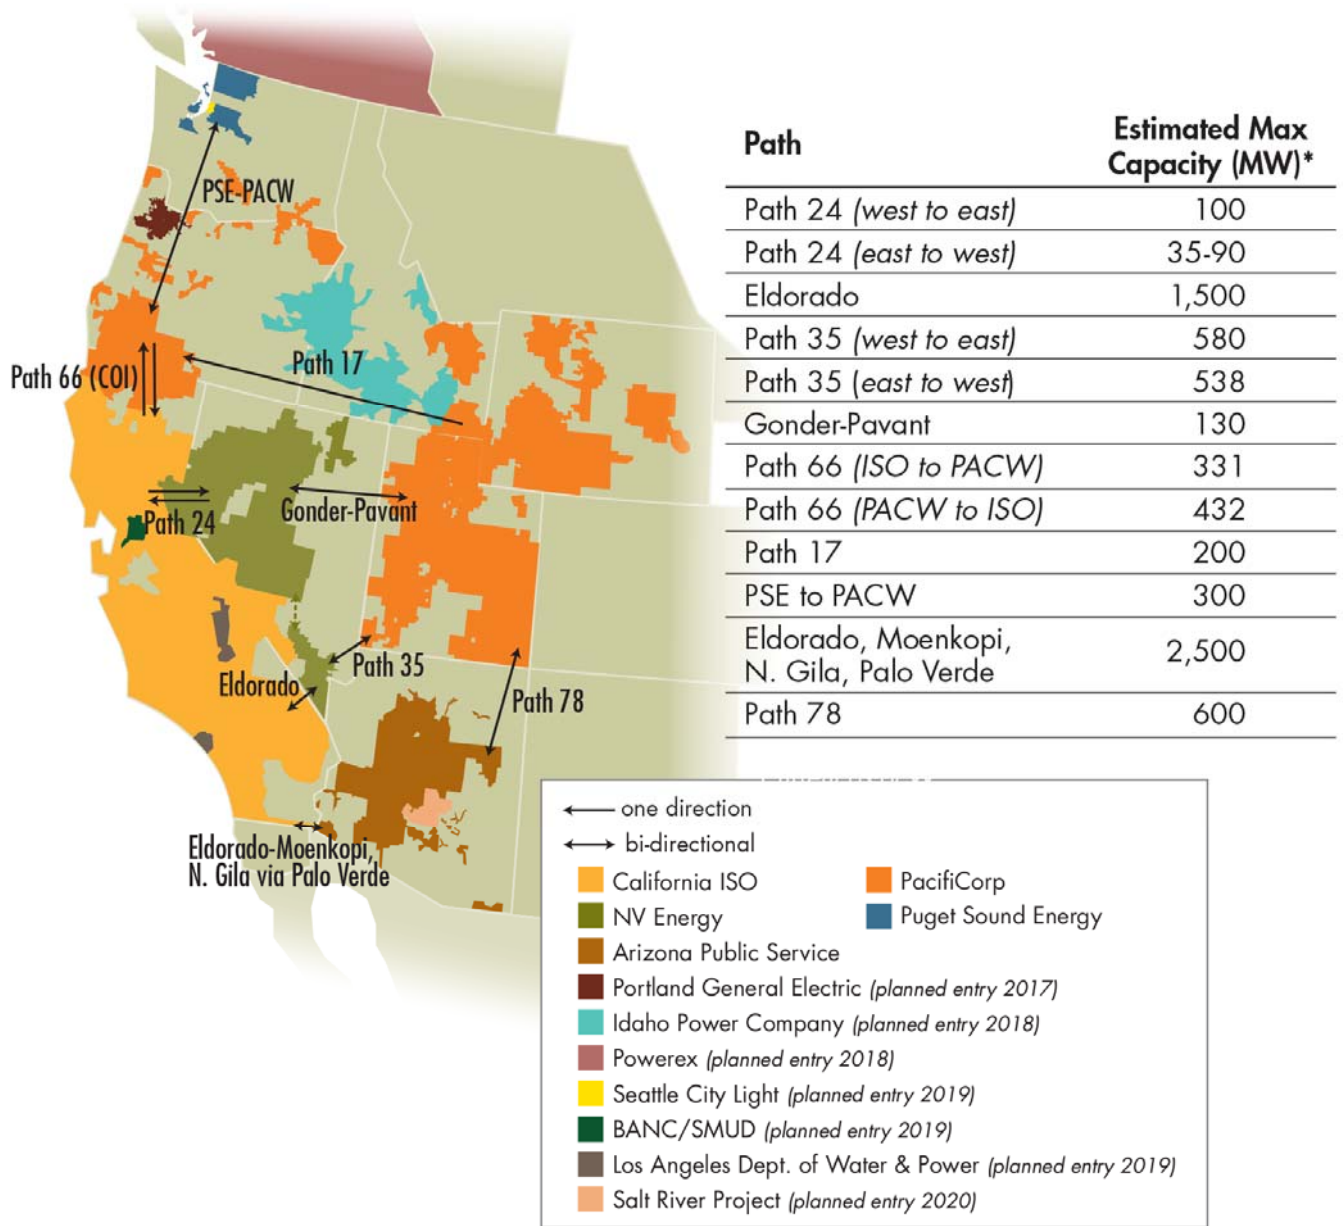 PSE-PACW
Path 66 (COI)
Path 17
Path 24
Gonder-Pavant
Path 35
Eldorado
Path 78
Eldorado-Moenkopi,
N. Gila via Palo Verde
Path
Estimated Max
Capacity (MW)*
Path 24 (west to east) 100
Path 24 (east to west) 35-90
Eldorado 1,500
Path 35 (west to east) 580
Path 35 (east to west) 538
Gonder-Pavant 130
Path 66 (ISO to PACW) 331
Path 66 (PACW to ISO) 432
Path 17 200
PSE to PACW 300
Eldorado, Moenkopi,
N. Gila, Palo Verde 2,500
Path 78 600
one direction
bi-directional
California ISO
PacifiCorp
NV Energy
Puget Sound Energy
Arizona Public Service
Portland General Electric (planned entry 2017)
Idaho Power Company (planned entry 2018)
Powerex (planned entry 2018)
Seattle City Light (planned entry 2019)
BANC/SMUD (planned entry 2019)
Los Angeles Dept. of Water & Power (planned entry 2019)
Salt River Project (planned entry 2020)